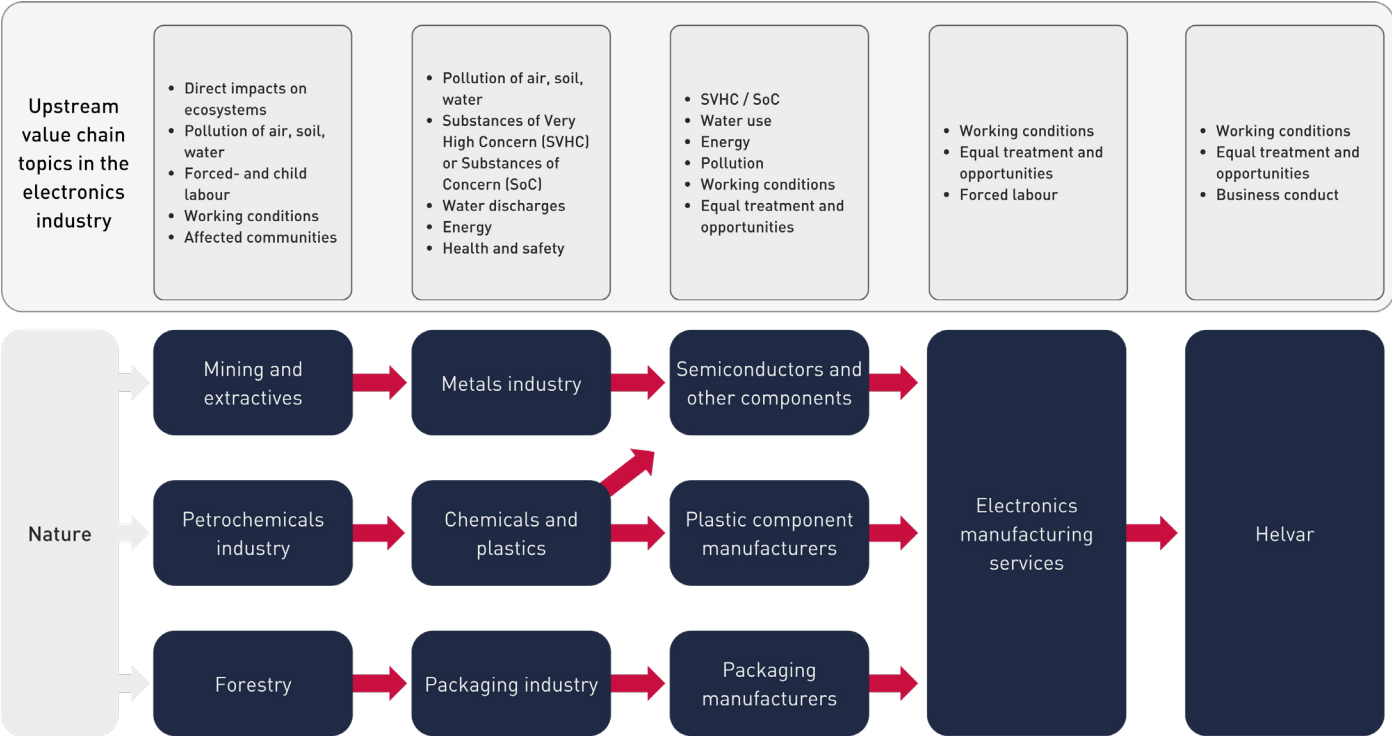 Upstream
value chain
topics in the
electronics
industry
• Direct impacts on
ecosystems
• Pollution of air, soil,
water
• Forced- and child
labour
• Working conditions
• Affected communities
• Pollution of air, soil,
water
• Substances of Very
High Concern (SVHC)
or Substances of
Concern (SoC)
• Water discharges
• Energy
• Health and safety
• SVHC / SoC
• Water use
• Energy
• Pollution
• Working conditions
• Equal treatment and
opportunities
• Working conditions
• Equal treatment and
opportunities
• Forced labour
• Working conditions
• Equal treatment and
opportunities
• Business conduct
Nature
Mining and
extractives
Metals industry
Semiconductors and
other components
Petrochemicals
industry
Chemicals and
plastics
Plastic component
manufacturers
Forestry
Packaging industry
Packaging
manufacturers
Electronics
manufacturing
services
Helvar